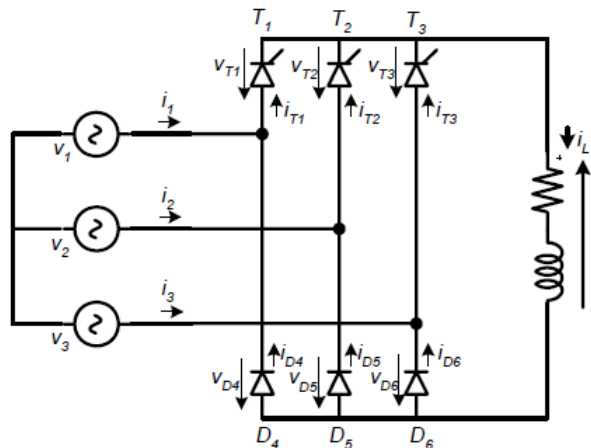 T1 T2 T3
vT1 vT2 vT3
iT1 iT2 iT3
i1
v1
iL
+
i2
v2
i3
v3
iD4 iD5 iD6
vD4 vD5 vD6
D4 D5 D6